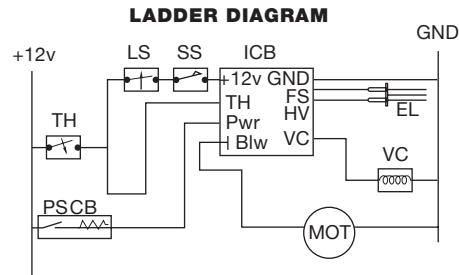 LADDER DIAGRAM
GND
+12v
LS SS ICB
+12v GND
FS
TH HV EL
TH
Pwr
Blw VC
VC
PSCB
MOT